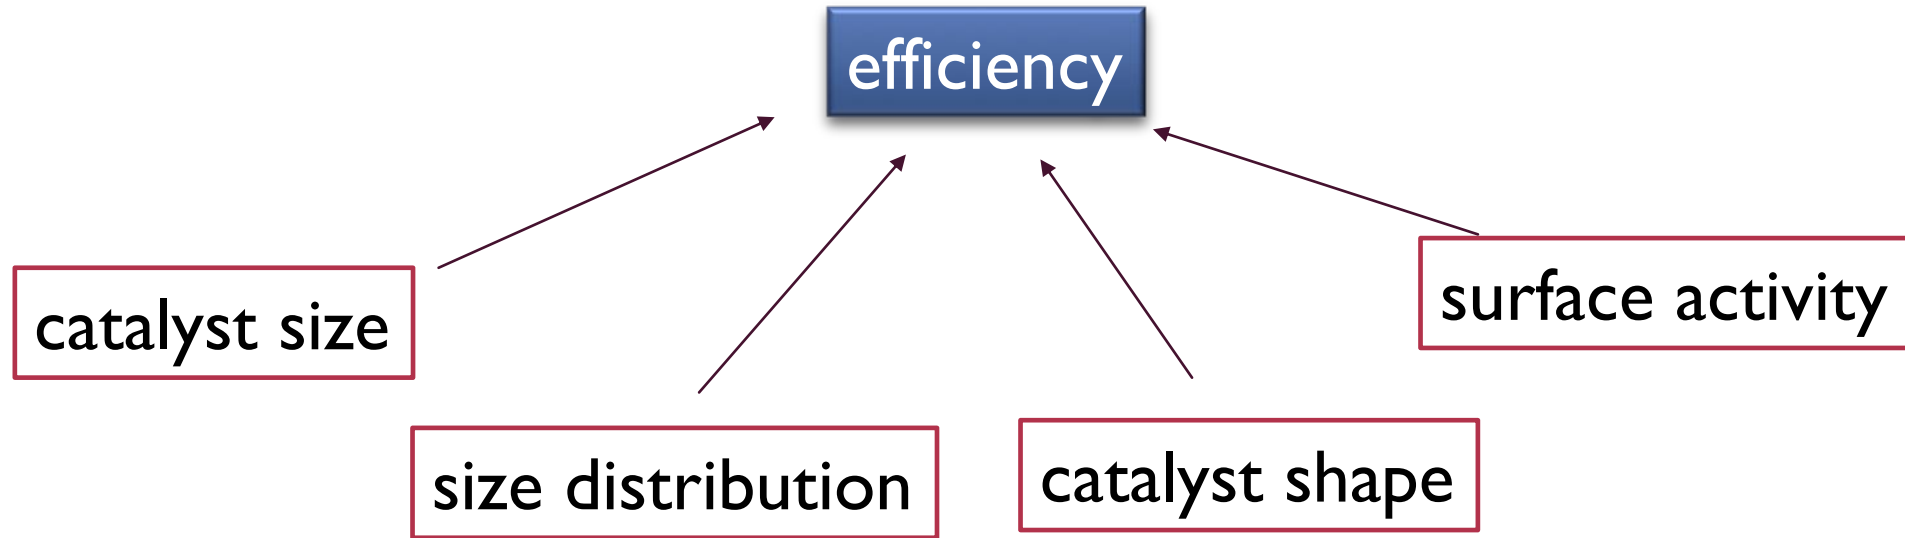 efficiency
catalyst size
surface activity
size distribution
catalyst shape